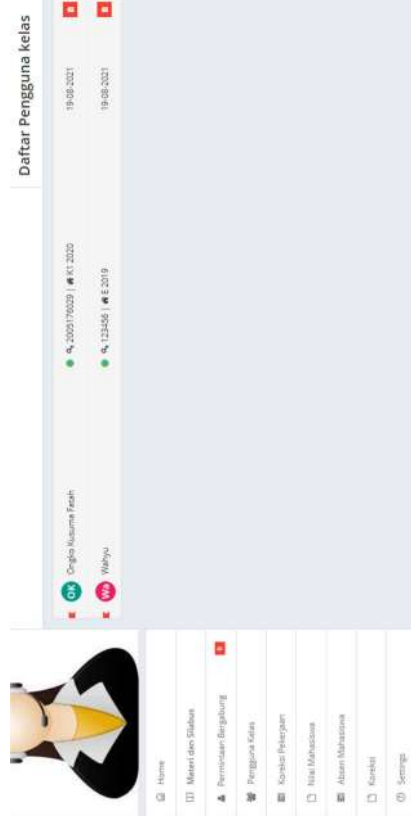 Daftar Pengguna kelas
OK Ongko Kusuma Fatah 2005176029 | K1 2020 19-08-2021
Wa Wahyu 123456 | E 2019 19-08-2021
Home
Materi dan Silabus
Permintaan Bergabung
Pengguna Kelas
Koreksi Pekerjaan
Nilai Mahasiswa
Absen Mahasiswa
Koreksi
Settings